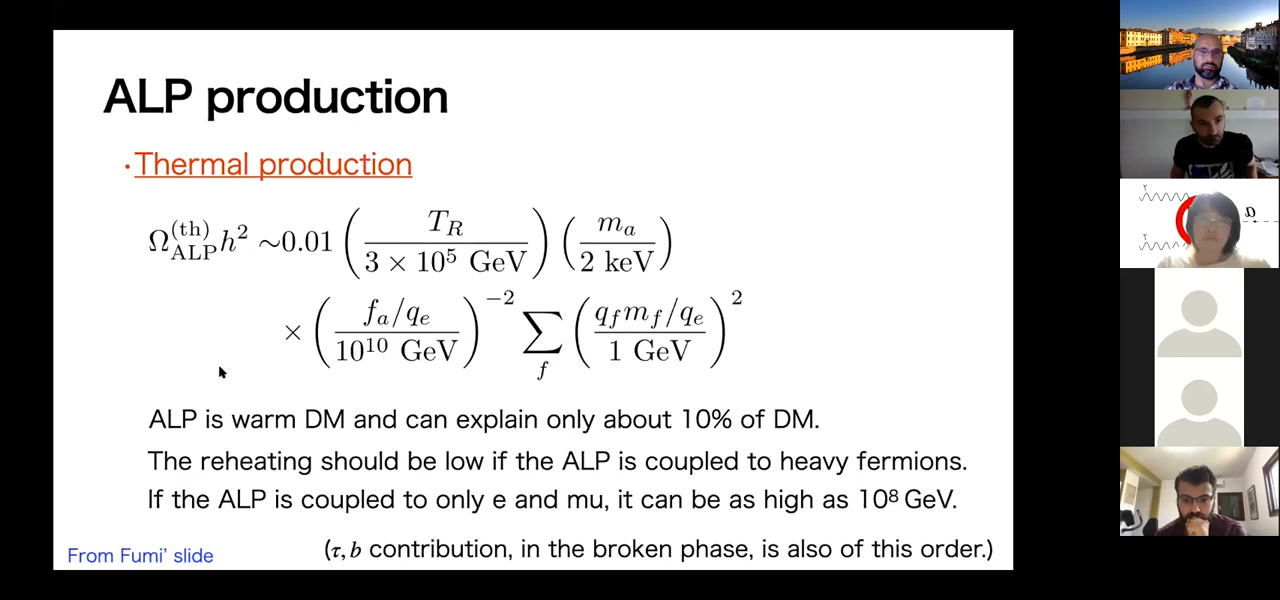 ALP production
・Thermal production
Ω_ALP^(th) h² ~0.01 (T_R / 3 × 10⁵ GeV) (m_a / 2 keV)
× (f_a/q_e / 10¹⁰ GeV)⁻² ∑_f (q_f m_f/q_e / 1 GeV)²
ALP is warm DM and can explain only about 10% of DM.
The reheating should be low if the ALP is coupled to heavy fermions.
If the ALP is coupled to only e and mu, it can be as high as 10⁸ GeV.
(τ, b contribution, in the broken phase, is also of this order.)
From Fumi' slide